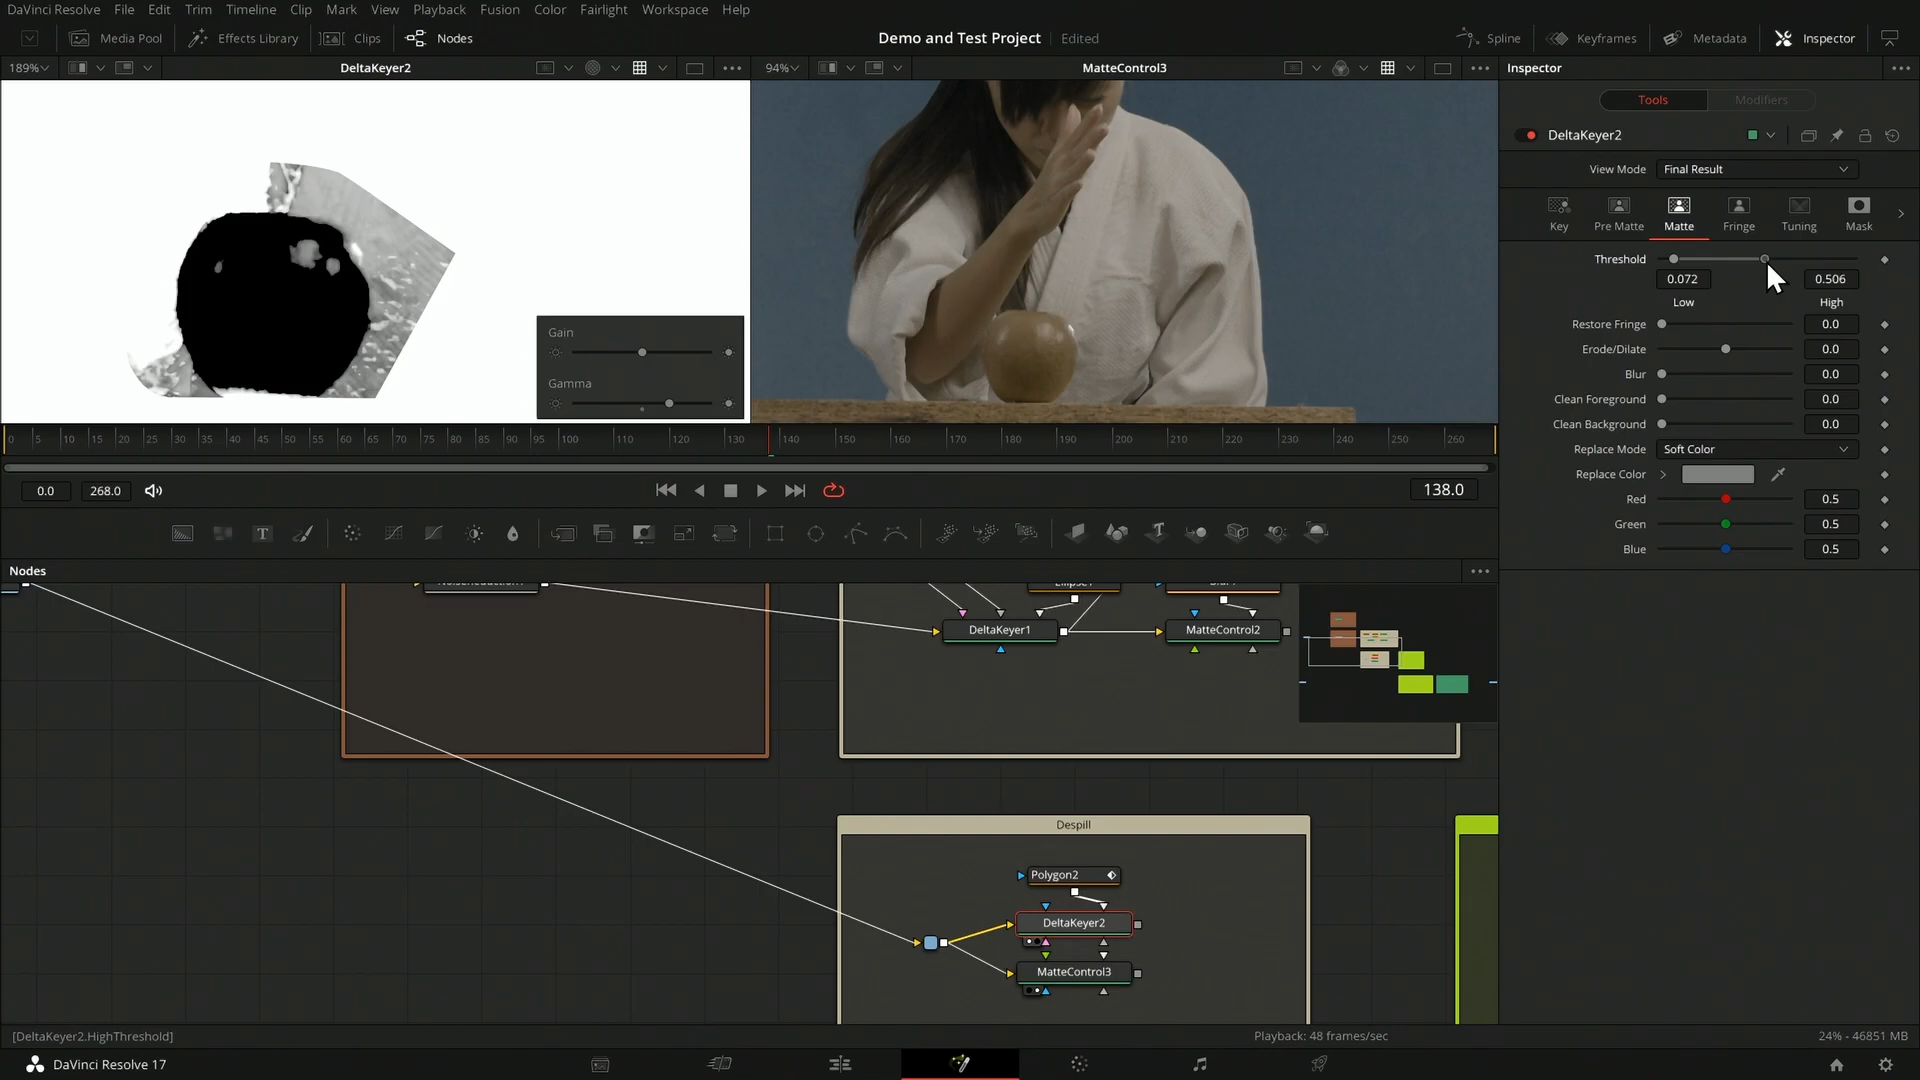 DaVinci Resolve File Edit Trim Timeline Clip Mark View Playback Fusion Color Fairlight Workspace Help
Media Pool Effects Library Clips Nodes Demo and Test Project Edited Spline Keyframes Metadata Inspector
189% DeltaKeyer2 94% MatteControl3 Inspector
Tools Modifiers
DeltaKeyer2
View Mode Final Result
Key Pre Matte Matte Fringe Tuning Mask
Threshold
0.072 0.506
Low High
Restore Fringe 0.0
Erode/Dilate 0.0
Blur 0.0
Clean Foreground 0.0
Clean Background 0.0
Replace Mode Soft Color
Replace Color
Red 0.5
Green 0.5
Blue 0.5
Gain
Gamma
0 5 10 15 20 25 30 35 40 45 50 55 60 65 70 75 80 85 90 95 100 110 120 130 140 150 160 170 180 190 200 210 220 230 240 250 260
0.0 268.0 138.0
Nodes
DeltaKeyer1 MatteControl2
Despill
Polygon2
DeltaKeyer2
MatteControl3
[DeltaKeyer2.HighThreshold] Playback: 48 frames/sec 24% - 46851 MB
DaVinci Resolve 17